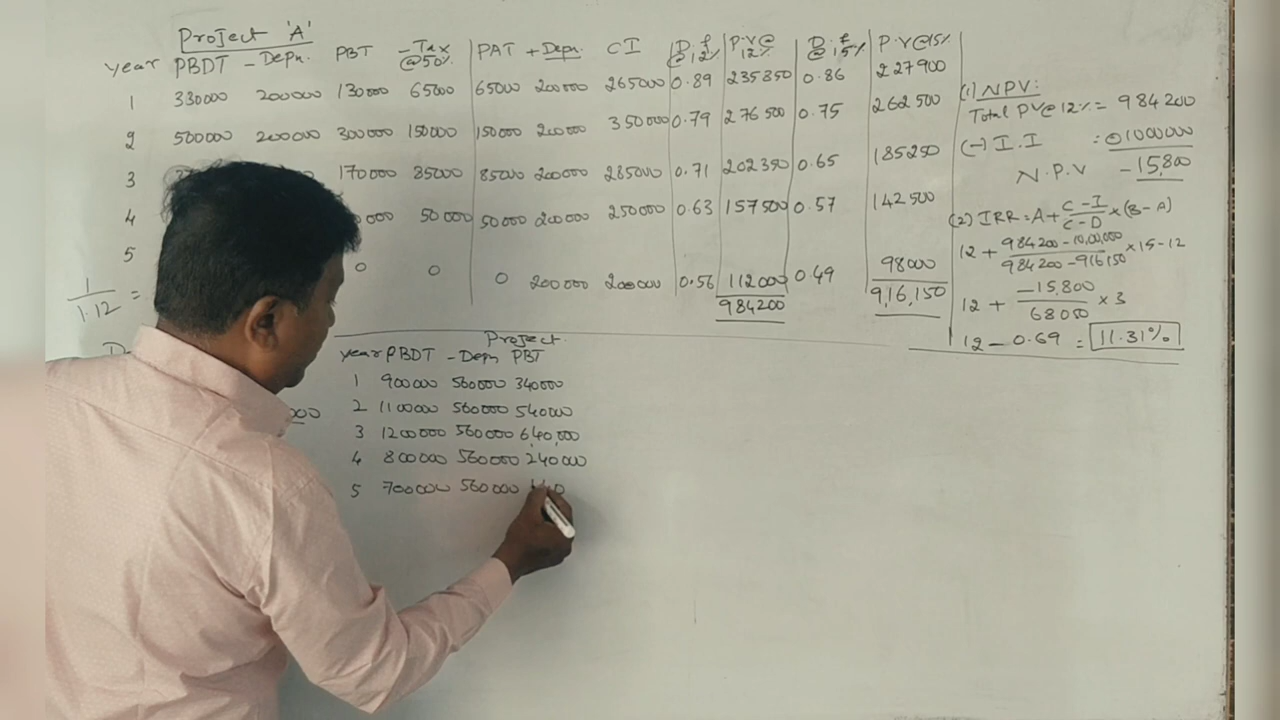 Project 'A'
year PBDT - Depn. PBT - Tax @50% PAT + Depn. CI D.f @12% P.V@ 12% D.f @15% P.V@15%
1 330000 200000 130000 65000 65000 200000 265000 0.89 235850 0.86 227900
2 500000 200000 300000 150000 150000 200000 350000 0.79 276500 0.75 262500
3 170000 85000 85000 200000 285000 0.71 202350 0.65 185250
4 50000 50000 200000 250000 0.63 157500 0.57 142500
5 0 0 0 200000 200000 0.56 112000 0.49 98000
984200 9,16,150
1/1.12 =
(1) NPV:
Total PV@12% = 984200
(-) I.I = 1000000
N.P.V -15,800
(2) IRR = A + C-I/C-D × (B-A)
12 + 984200-10,00,000/984200-916150 × 15-12
12 + -15,800/68050 × 3
12 - 0.69 = 11.31%
Project
year PBDT - Depn PBT
1 900000 560000 340000
2 1100000 560000 540000
3 1200000 560000 640,000
4 800000 560000 240000
5 700000 560000